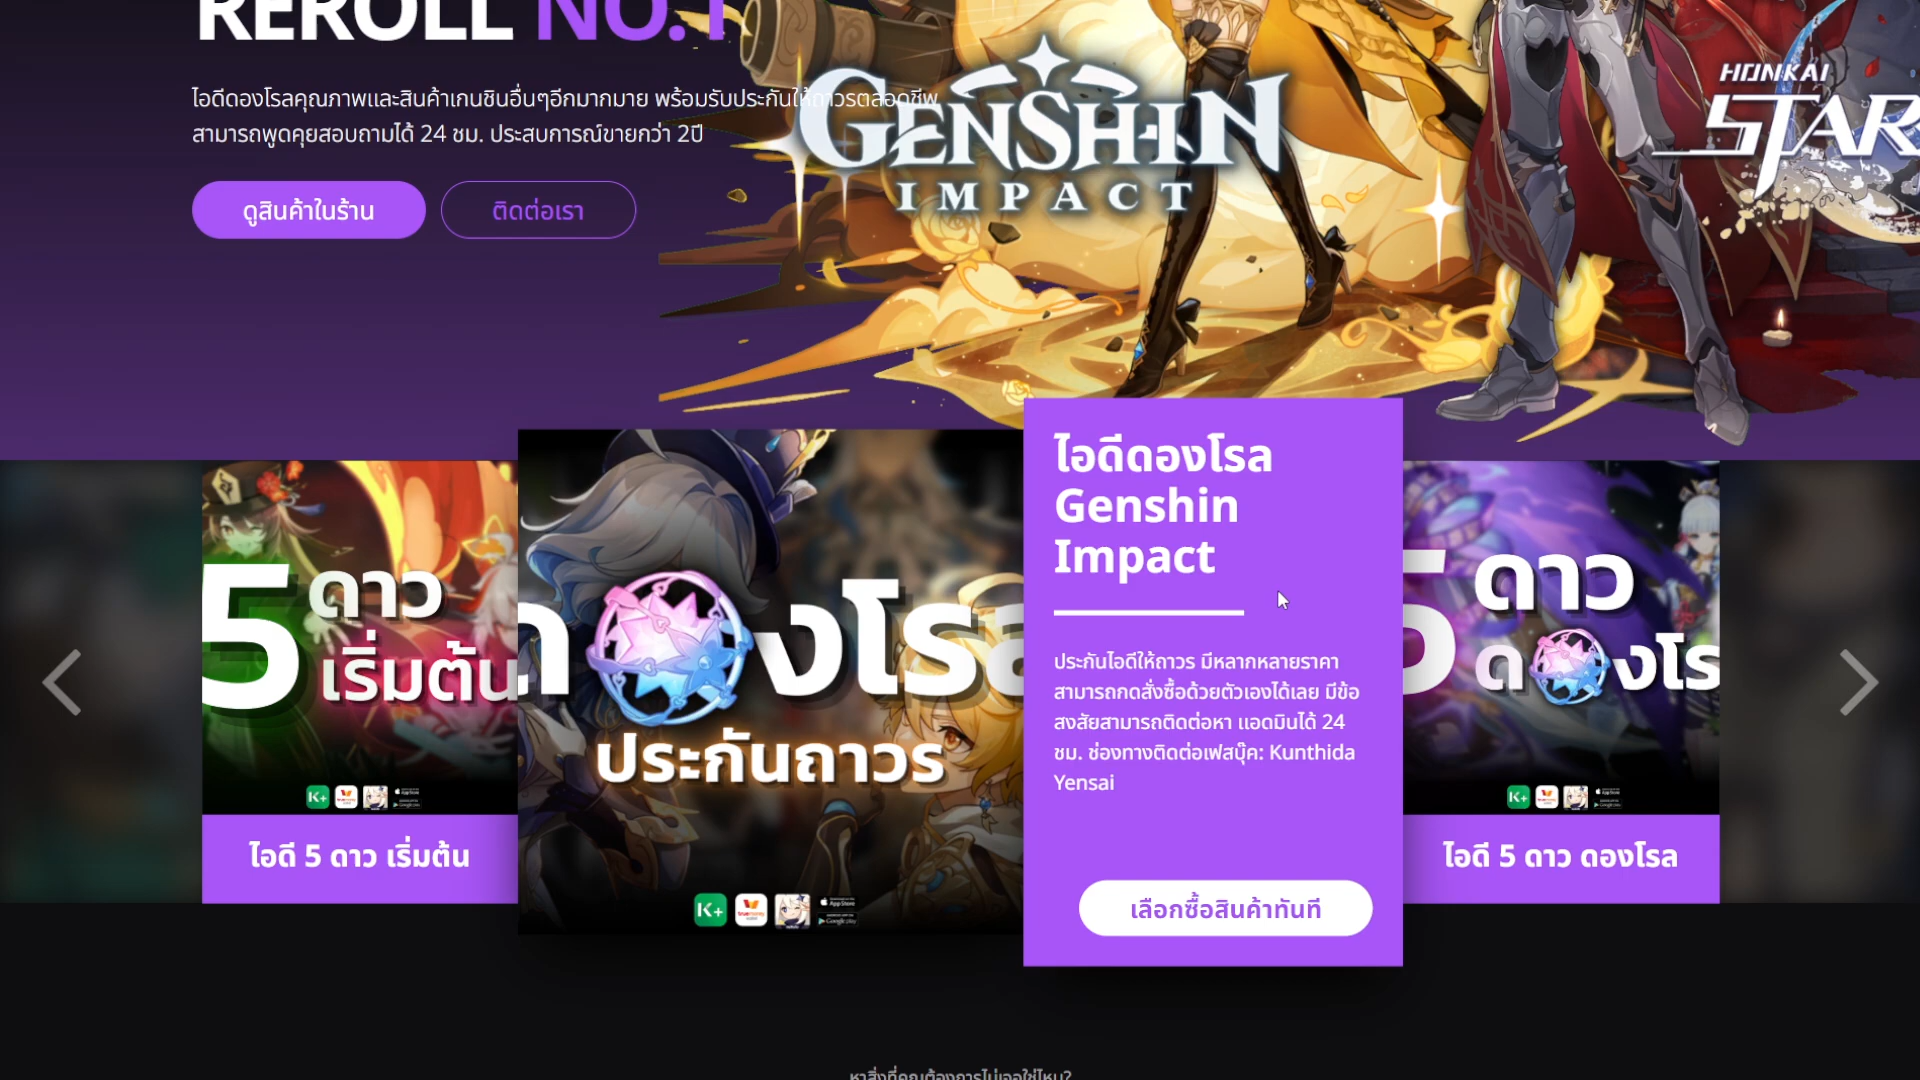 REROLL NO.1
ไอดีดองโรลคุณภาพและสินค้าเกนชินอื่นๆอีกมากมาย พร้อมรับประกันให้ถาวรตลอดชีพ
สามารถพูดคุยสอบถามได้ 24 ชม. ประสบการณ์ขายกว่า 2ปี
ดูสินค้าในร้าน
ติดต่อเรา
GENSHIN
IMPACT
HONKAI
STAR
5 ดาว
เริ่มต้น
K+
ไอดี 5 ดาว เริ่มต้น
ดองโรล
ประกันถาวร
K+
App Store
Google play
ไอดีดองโรล
Genshin
Impact
ประกันไอดีให้ถาวร มีหลากหลายราคา
สามารถกดสั่งซื้อด้วยตัวเองได้เลย มีข้อ
สงสัยสามารถติดต่อหา แอดมินได้ 24
ชม. ช่องทางติดต่อเฟสบุ๊ค: Kunthida
Yensai
เลือกซื้อสินค้าทันที
5 ดาว
ดองโร
K+
ไอดี 5 ดาว ดองโรล
หาสิ่งที่คุณต้องการไม่เจอใช่ไหม?